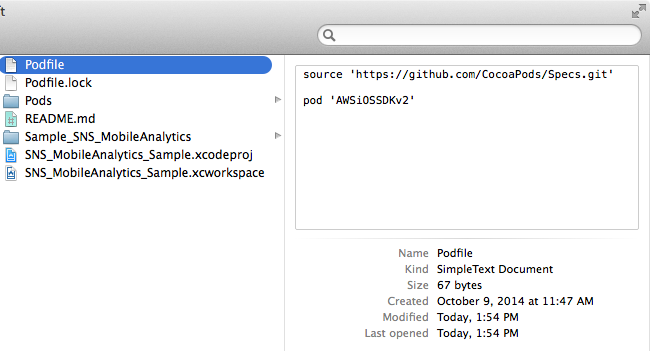 ft
Podfile
Podfile.lock
Pods
README.md
Sample_SNS_MobileAnalytics
SNS_MobileAnalytics_Sample.xcodeproj
SNS_MobileAnalytics_Sample.xcworkspace
source 'https://github.com/CocoaPods/Specs.git'
pod 'AWSiOSSDKv2'
Name Podfile
Kind SimpleText Document
Size 67 bytes
Created October 9, 2014 at 11:47 AM
Modified Today, 1:54 PM
Last opened Today, 1:54 PM